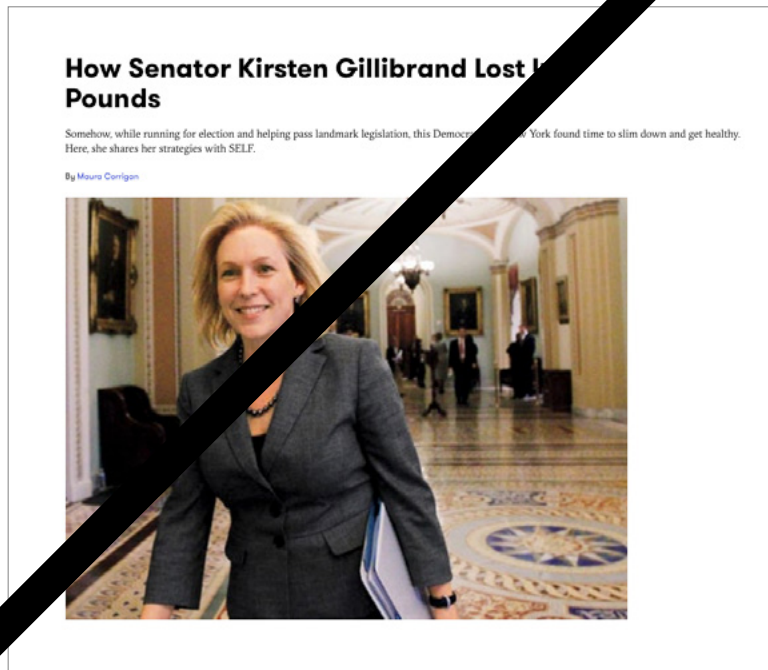 How Senator Kirsten Gillibrand Lost
Pounds
Somehow, while running for election and helping pass landmark legislation, this York found time to slim down and get healthy.
Here, she shares her strategies with SELF.
By Maura Corrigan